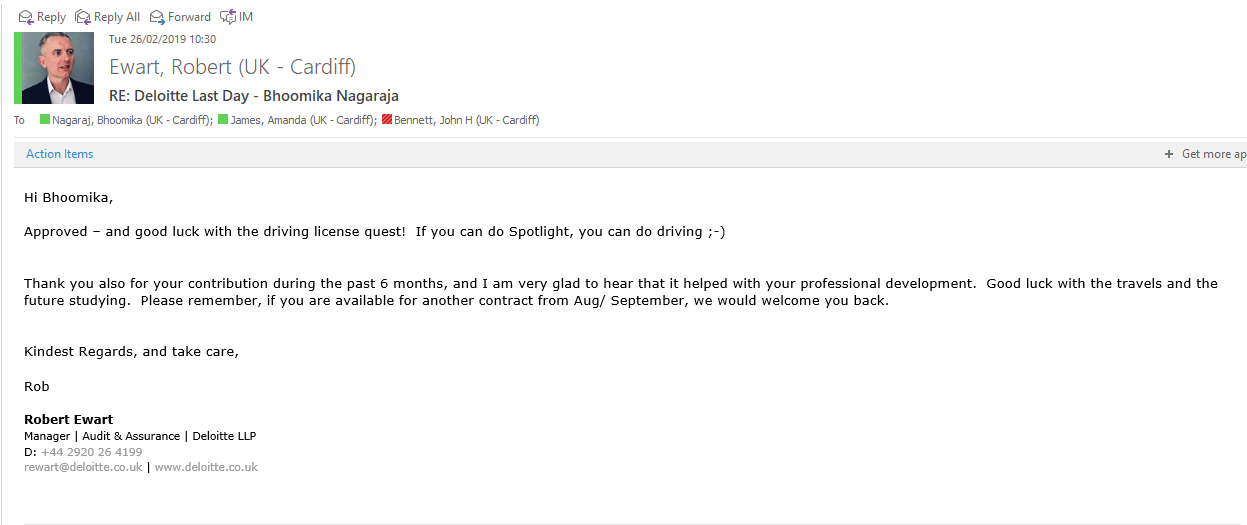 Reply Reply All Forward IM
Tue 26/02/2019 10:30
Ewart, Robert (UK - Cardiff)
RE: Deloitte Last Day - Bhoomika Nagaraja
To Nagaraj, Bhoomika (UK - Cardiff); James, Amanda (UK - Cardiff); Bennett, John H (UK - Cardiff)
Action Items + Get more ap
Hi Bhoomika,
Approved – and good luck with the driving license quest!  If you can do Spotlight, you can do driving ;-)
Thank you also for your contribution during the past 6 months, and I am very glad to hear that it helped with your professional development.  Good luck with the travels and the
future studying.  Please remember, if you are available for another contract from Aug/ September, we would welcome you back.
Kindest Regards, and take care,
Rob
Robert Ewart
Manager | Audit & Assurance | Deloitte LLP
D: +44 2920 26 4199
rewart@deloitte.co.uk | www.deloitte.co.uk